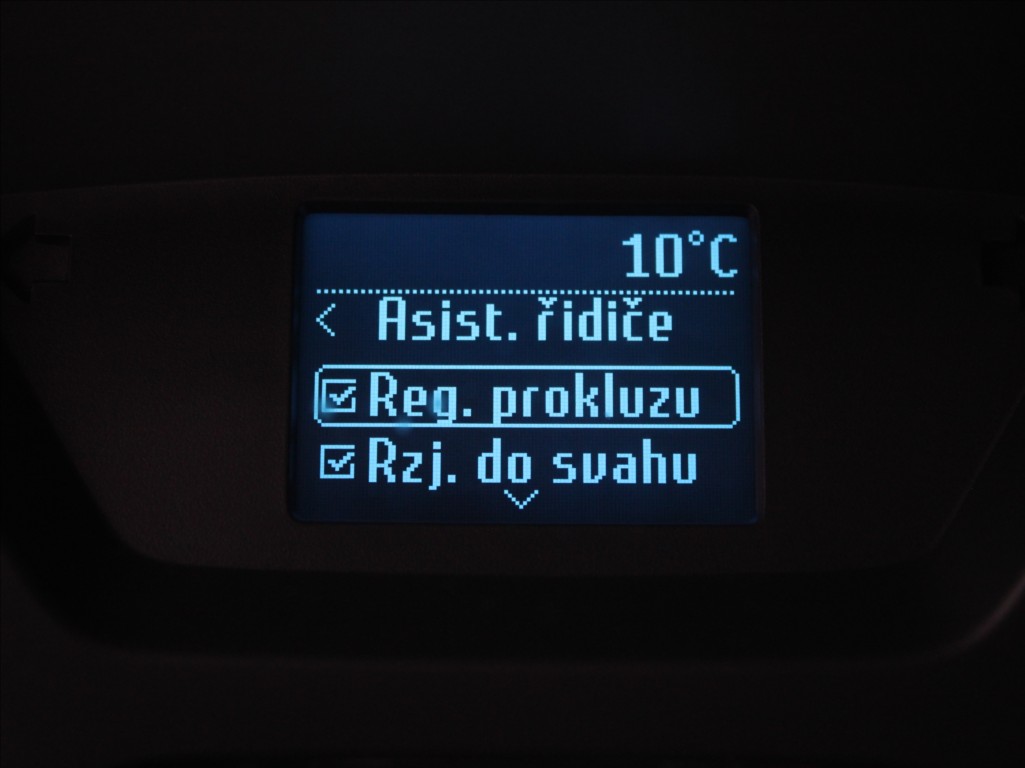 10°C
Asist. řidiče
Reg. prokluzu
Rzj. do svahu